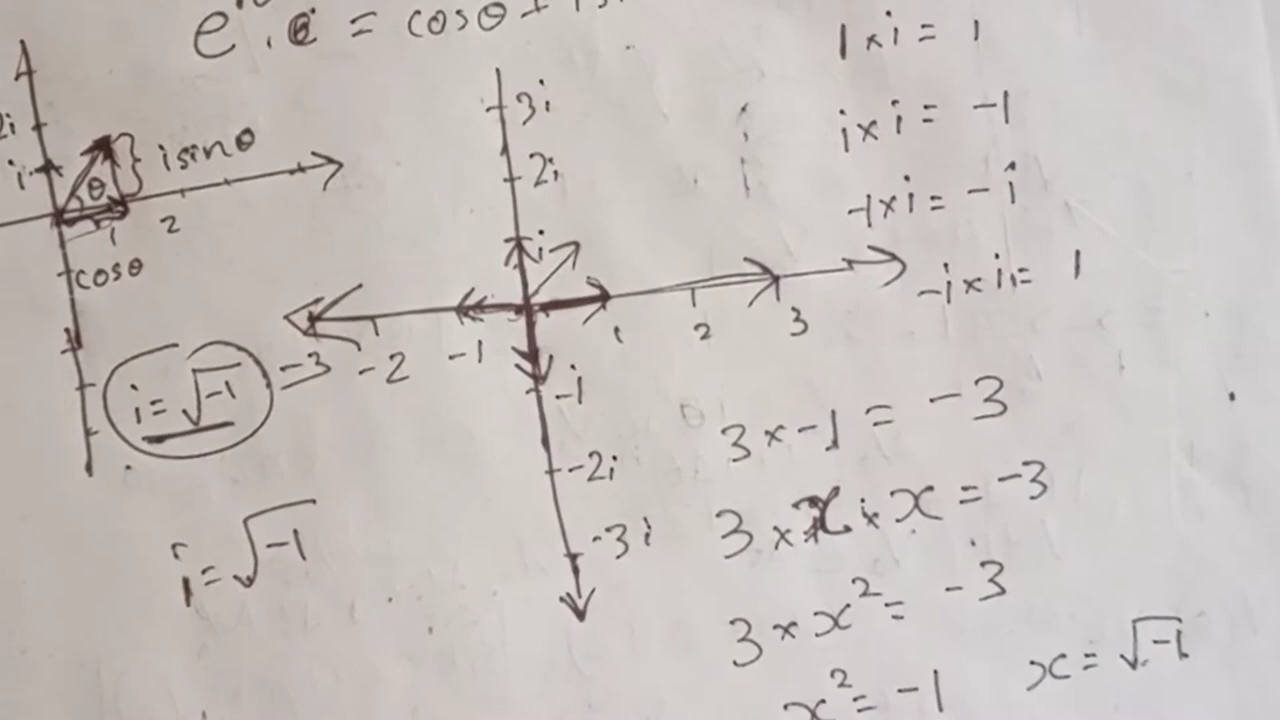 e^iθ . e = cosθ + is
1 × i = i
i × i = -1
-1 × i = -i
-i × i = 1
2i
i
θ
} isinθ
1
2
cosθ
3i
2i
i
-3
-2
-1
1
2
3
-i
-2i
-3i
i = √-1
i = √-1
3 × -1 = -3
3 × x × x = -3
3 × x² = -3
x² = -1
x = √-1